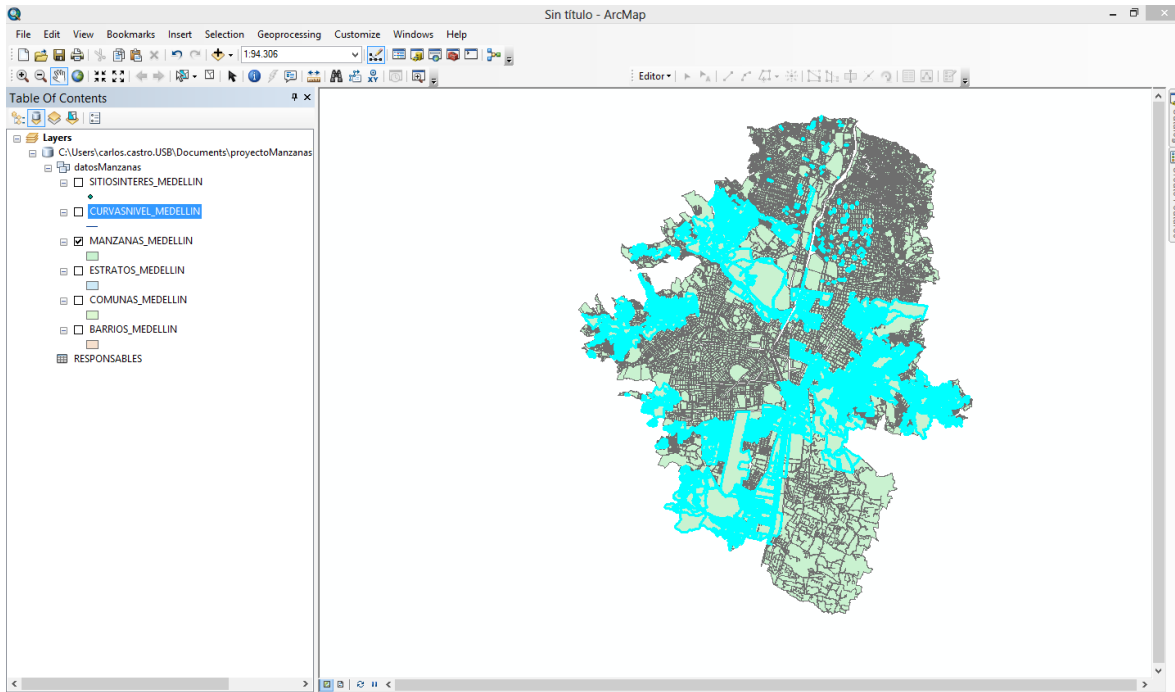 Sin título - ArcMap
File Edit View Bookmarks Insert Selection Geoprocessing Customize Windows Help
1:94.306
Editor
Table Of Contents
Layers
C:\Users\carlos.castro.USB\Documents\proyectoManzanas
datosManzanas
SITIOSINTERES_MEDELLIN
CURVASNIVEL_MEDELLIN
MANZANAS_MEDELLIN
ESTRATOS_MEDELLIN
COMUNAS_MEDELLIN
BARRIOS_MEDELLIN
RESPONSABLES